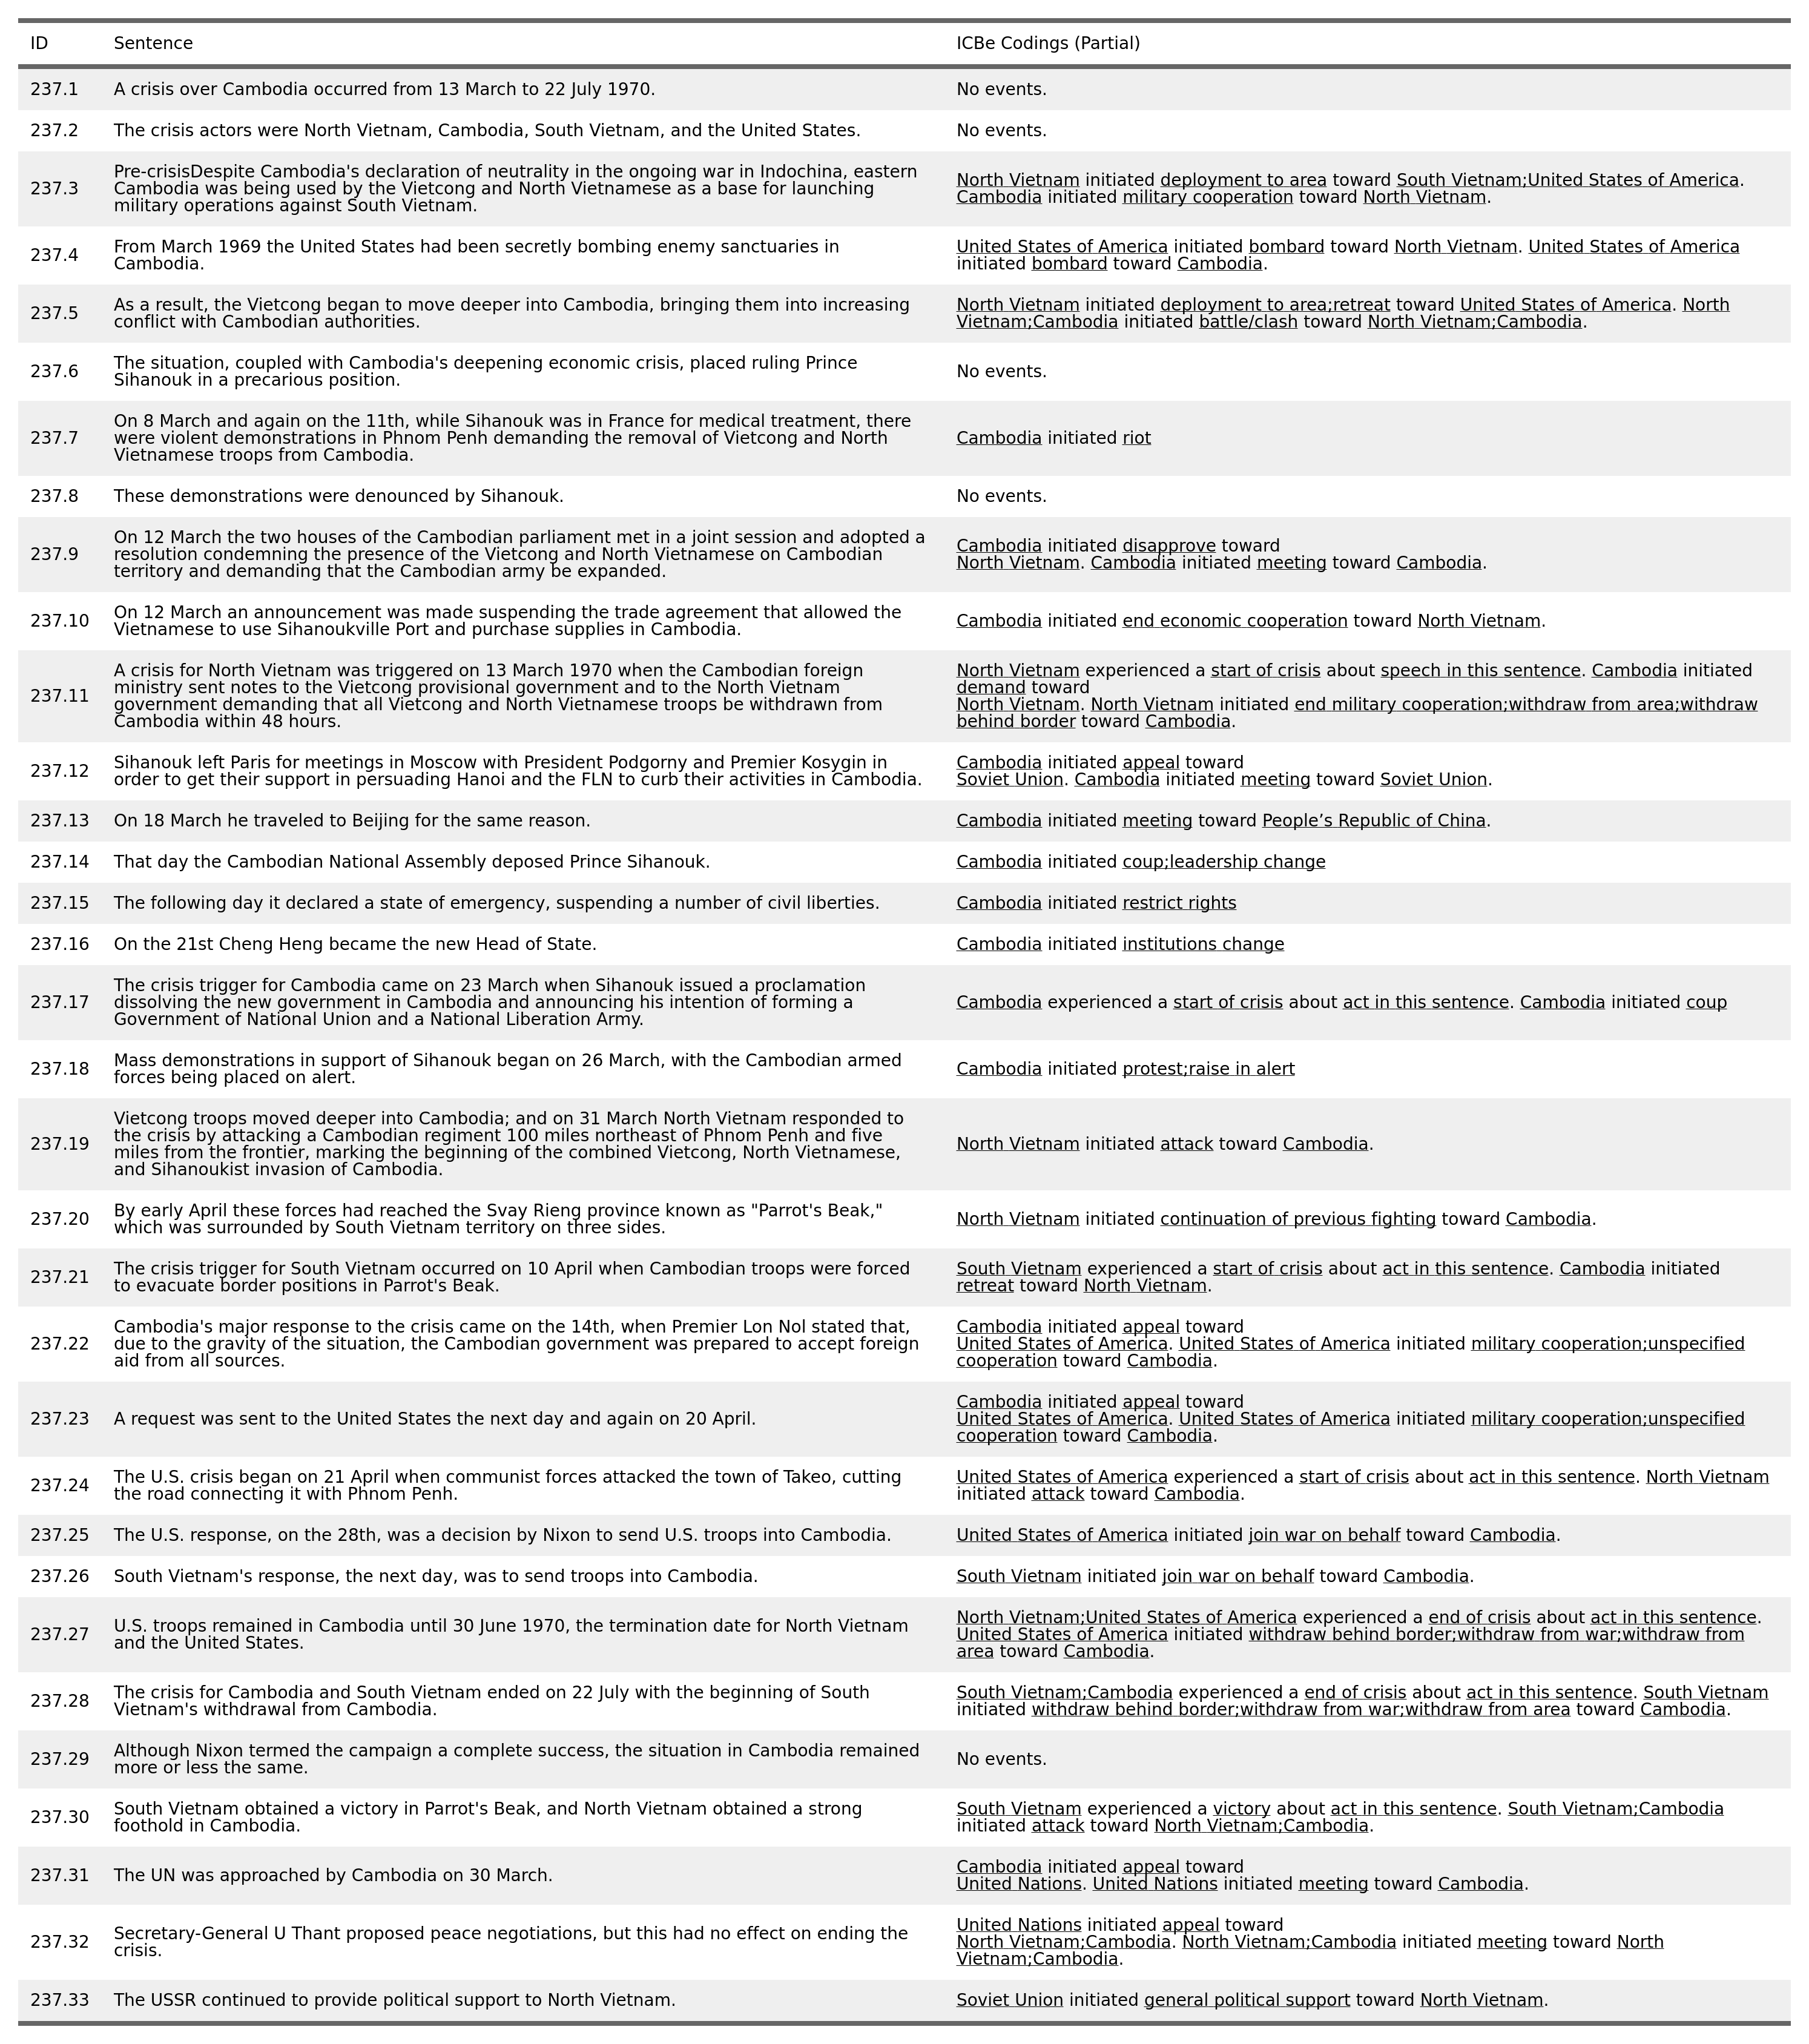 ID Sentence ICBe Codings (Partial)
237.1 A crisis over Cambodia occurred from 13 March to 22 July 1970. No events.
237.2 The crisis actors were North Vietnam, Cambodia, South Vietnam, and the United States. No events.
237.3
Pre-crisisDespite Cambodia's declaration of neutrality in the ongoing war in Indochina, eastern
Cambodia was being used by the Vietcong and North Vietnamese as a base for launching
military operations against South Vietnam.
North Vietnam initiated deployment to area toward South Vietnam;United States of America.
Cambodia initiated military cooperation toward North Vietnam.
237.4
From March 1969 the United States had been secretly bombing enemy sanctuaries in
Cambodia.
United States of America initiated bombard toward North Vietnam. United States of America
initiated bombard toward Cambodia.
237.5
As a result, the Vietcong began to move deeper into Cambodia, bringing them into increasing
conflict with Cambodian authorities.
North Vietnam initiated deployment to area;retreat toward United States of America. North
Vietnam;Cambodia initiated battle/clash toward North Vietnam;Cambodia.
237.6
The situation, coupled with Cambodia's deepening economic crisis, placed ruling Prince
Sihanouk in a precarious position.
No events.
237.7
On 8 March and again on the 11th, while Sihanouk was in France for medical treatment, there
were violent demonstrations in Phnom Penh demanding the removal of Vietcong and North
Vietnamese troops from Cambodia.
Cambodia initiated riot
237.8 These demonstrations were denounced by Sihanouk. No events.
237.9
On 12 March the two houses of the Cambodian parliament met in a joint session and adopted a
resolution condemning the presence of the Vietcong and North Vietnamese on Cambodian
territory and demanding that the Cambodian army be expanded.
Cambodia initiated disapprove toward
North Vietnam. Cambodia initiated meeting toward Cambodia.
237.10
On 12 March an announcement was made suspending the trade agreement that allowed the
Vietnamese to use Sihanoukville Port and purchase supplies in Cambodia.
Cambodia initiated end economic cooperation toward North Vietnam.
237.11
A crisis for North Vietnam was triggered on 13 March 1970 when the Cambodian foreign
ministry sent notes to the Vietcong provisional government and to the North Vietnam
government demanding that all Vietcong and North Vietnamese troops be withdrawn from
Cambodia within 48 hours.
North Vietnam experienced a start of crisis about speech in this sentence. Cambodia initiated
demand toward
North Vietnam. North Vietnam initiated end military cooperation;withdraw from area;withdraw
behind border toward Cambodia.
237.12
Sihanouk left Paris for meetings in Moscow with President Podgorny and Premier Kosygin in
order to get their support in persuading Hanoi and the FLN to curb their activities in Cambodia.
Cambodia initiated appeal toward
Soviet Union. Cambodia initiated meeting toward Soviet Union.
237.13 On 18 March he traveled to Beijing for the same reason. Cambodia initiated meeting toward People’s Republic of China.
237.14 That day the Cambodian National Assembly deposed Prince Sihanouk. Cambodia initiated coup;leadership change
237.15 The following day it declared a state of emergency, suspending a number of civil liberties. Cambodia initiated restrict rights
237.16 On the 21st Cheng Heng became the new Head of State. Cambodia initiated institutions change
237.17
The crisis trigger for Cambodia came on 23 March when Sihanouk issued a proclamation
dissolving the new government in Cambodia and announcing his intention of forming a
Government of National Union and a National Liberation Army.
Cambodia experienced a start of crisis about act in this sentence. Cambodia initiated coup
237.18
Mass demonstrations in support of Sihanouk began on 26 March, with the Cambodian armed
forces being placed on alert.
Cambodia initiated protest;raise in alert
237.19
Vietcong troops moved deeper into Cambodia; and on 31 March North Vietnam responded to
the crisis by attacking a Cambodian regiment 100 miles northeast of Phnom Penh and five
miles from the frontier, marking the beginning of the combined Vietcong, North Vietnamese,
and Sihanoukist invasion of Cambodia.
North Vietnam initiated attack toward Cambodia.
237.20
By early April these forces had reached the Svay Rieng province known as "Parrot's Beak,"
which was surrounded by South Vietnam territory on three sides.
North Vietnam initiated continuation of previous fighting toward Cambodia.
237.21
The crisis trigger for South Vietnam occurred on 10 April when Cambodian troops were forced
to evacuate border positions in Parrot's Beak.
South Vietnam experienced a start of crisis about act in this sentence. Cambodia initiated
retreat toward North Vietnam.
237.22
Cambodia's major response to the crisis came on the 14th, when Premier Lon Nol stated that,
due to the gravity of the situation, the Cambodian government was prepared to accept foreign
aid from all sources.
Cambodia initiated appeal toward
United States of America. United States of America initiated military cooperation;unspecified
cooperation toward Cambodia.
237.23
A request was sent to the United States the next day and again on 20 April.
Cambodia initiated appeal toward
United States of America. United States of America initiated military cooperation;unspecified
cooperation toward Cambodia.
237.24
The U.S. crisis began on 21 April when communist forces attacked the town of Takeo, cutting
the road connecting it with Phnom Penh.
United States of America experienced a start of crisis about act in this sentence. North Vietnam
initiated attack toward Cambodia.
237.25 The U.S. response, on the 28th, was a decision by Nixon to send U.S. troops into Cambodia. United States of America initiated join war on behalf toward Cambodia.
237.26 South Vietnam's response, the next day, was to send troops into Cambodia. South Vietnam initiated join war on behalf toward Cambodia.
237.27
U.S. troops remained in Cambodia until 30 June 1970, the termination date for North Vietnam
and the United States.
North Vietnam;United States of America experienced a end of crisis about act in this sentence.
United States of America initiated withdraw behind border;withdraw from war;withdraw from
area toward Cambodia.
237.28
The crisis for Cambodia and South Vietnam ended on 22 July with the beginning of South
Vietnam's withdrawal from Cambodia.
South Vietnam;Cambodia experienced a end of crisis about act in this sentence. South Vietnam
initiated withdraw behind border;withdraw from war;withdraw from area toward Cambodia.
237.29
Although Nixon termed the campaign a complete success, the situation in Cambodia remained
more or less the same.
No events.
237.30
South Vietnam obtained a victory in Parrot's Beak, and North Vietnam obtained a strong
foothold in Cambodia.
South Vietnam experienced a victory about act in this sentence. South Vietnam;Cambodia
initiated attack toward North Vietnam;Cambodia.
237.31
The UN was approached by Cambodia on 30 March.
Cambodia initiated appeal toward
United Nations. United Nations initiated meeting toward Cambodia.
237.32
Secretary-General U Thant proposed peace negotiations, but this had no effect on ending the
crisis.
United Nations initiated appeal toward
North Vietnam;Cambodia. North Vietnam;Cambodia initiated meeting toward North
Vietnam;Cambodia.
237.33 The USSR continued to provide political support to North Vietnam. Soviet Union initiated general political support toward North Vietnam.